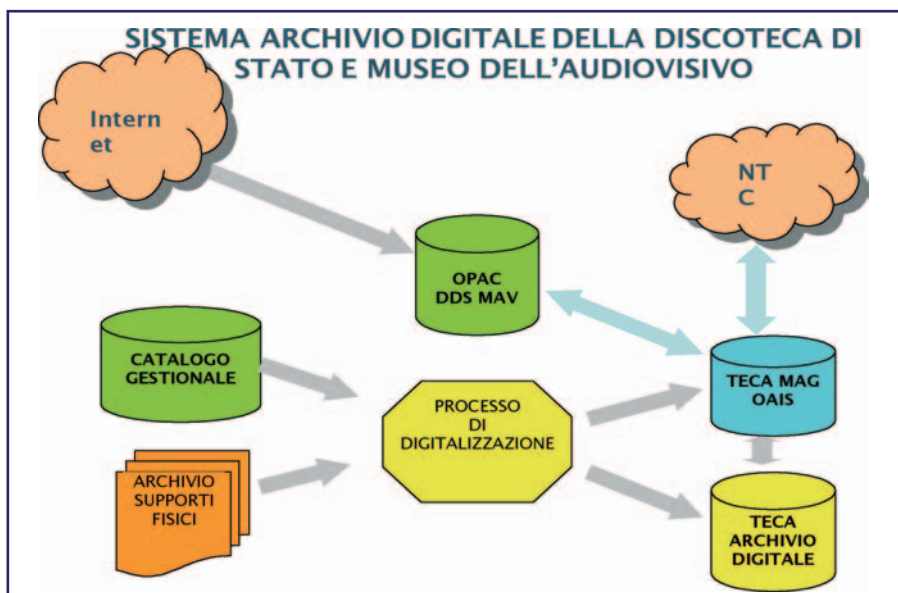 SISTEMA ARCHIVIO DIGITALE DELLA DISCOTECA DI
STATO E MUSEO DELL'AUDIOVISIVO
Intern
et
NT
C
OPAC
DDS MAV
CATALOGO
GESTIONALE
PROCESSO
DI
DIGITALIZZAZIONE
TECA MAG
OAIS
ARCHIVIO
SUPPORTI
FISICI
TECA
ARCHIVIO
DIGITALE